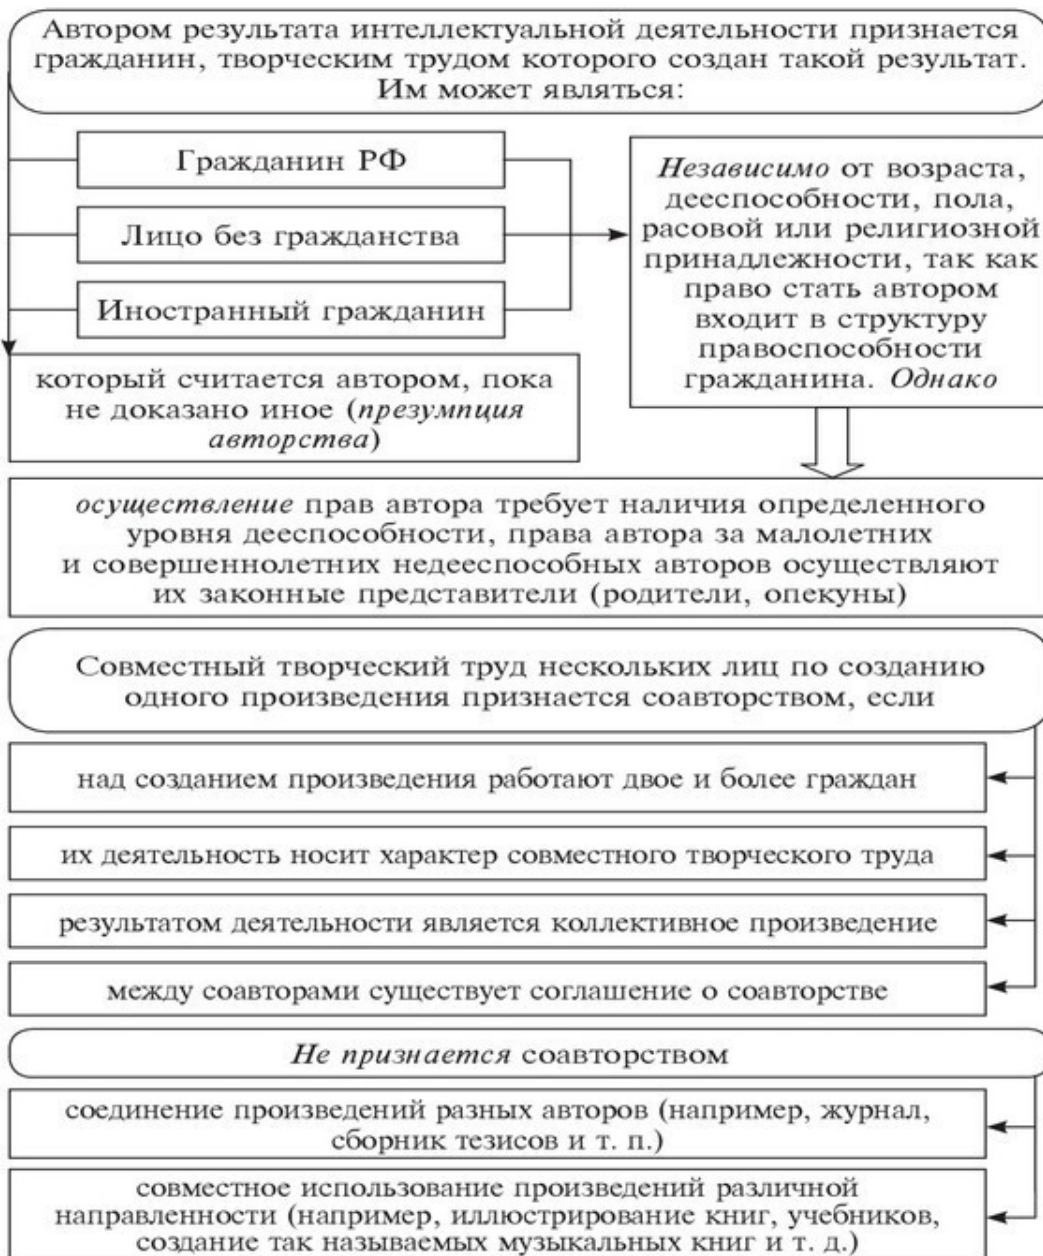 Автором результата интеллектуальной деятельности признается
гражданин, творческим трудом которого создан такой результат.
Им может являться:
Гражданин РФ
Лицо без гражданства
Иностранный гражданин
Независимо от возраста,
дееспособности, пола,
расовой или религиозной
принадлежности, так как
право стать автором
входит в структуру
правоспособности
гражданина. Однако
который считается автором, пока
не доказано иное (презумпция
авторства)
осуществление прав автора требует наличия определенного
уровня дееспособности, права автора за малолетних
и совершеннолетних недееспособных авторов осуществляют
их законные представители (родители, опекуны)
Совместный творческий труд нескольких лиц по созданию
одного произведения признается соавторством, если
над созданием произведения работают двое и более граждан
их деятельность носит характер совместного творческого труда
результатом деятельности является коллективное произведение
между соавторами существует соглашение о соавторстве
Не признается соавторством
соединение произведений разных авторов (например, журнал,
сборник тезисов и т. п.)
совместное использование произведений различной
направленности (например, иллюстрирование книг, учебников,
создание так называемых музыкальных книг и т. д.)